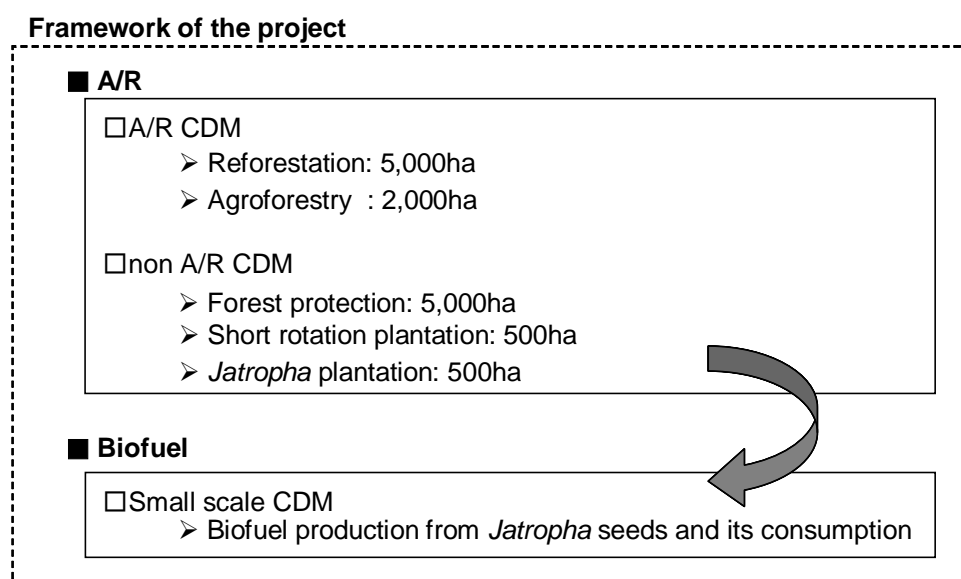 Framework of the project
■ A/R
□A/R CDM
➢ Reforestation: 5,000ha
➢ Agroforestry : 2,000ha
□non A/R CDM
➢ Forest protection: 5,000ha
➢ Short rotation plantation: 500ha
➢ Jatropha plantation: 500ha
■ Biofuel
□Small scale CDM
➢ Biofuel production from Jatropha seeds and its consumption